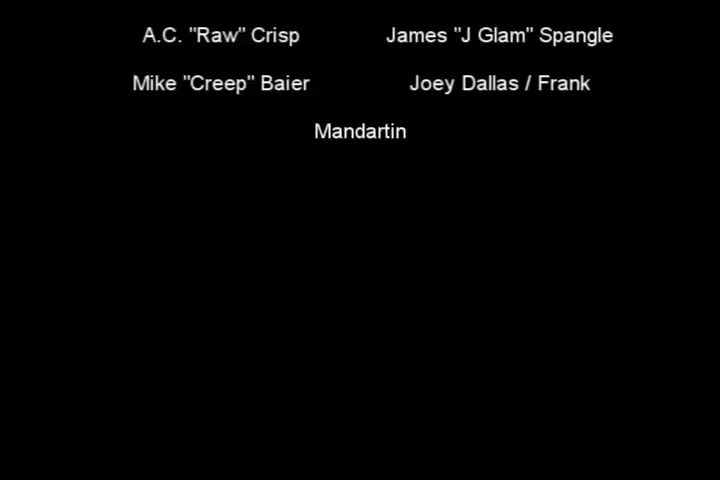 A.C. "Raw" Crisp James "J Glam" Spangle
Mike "Creep" Baier Joey Dallas / Frank
Mandartin